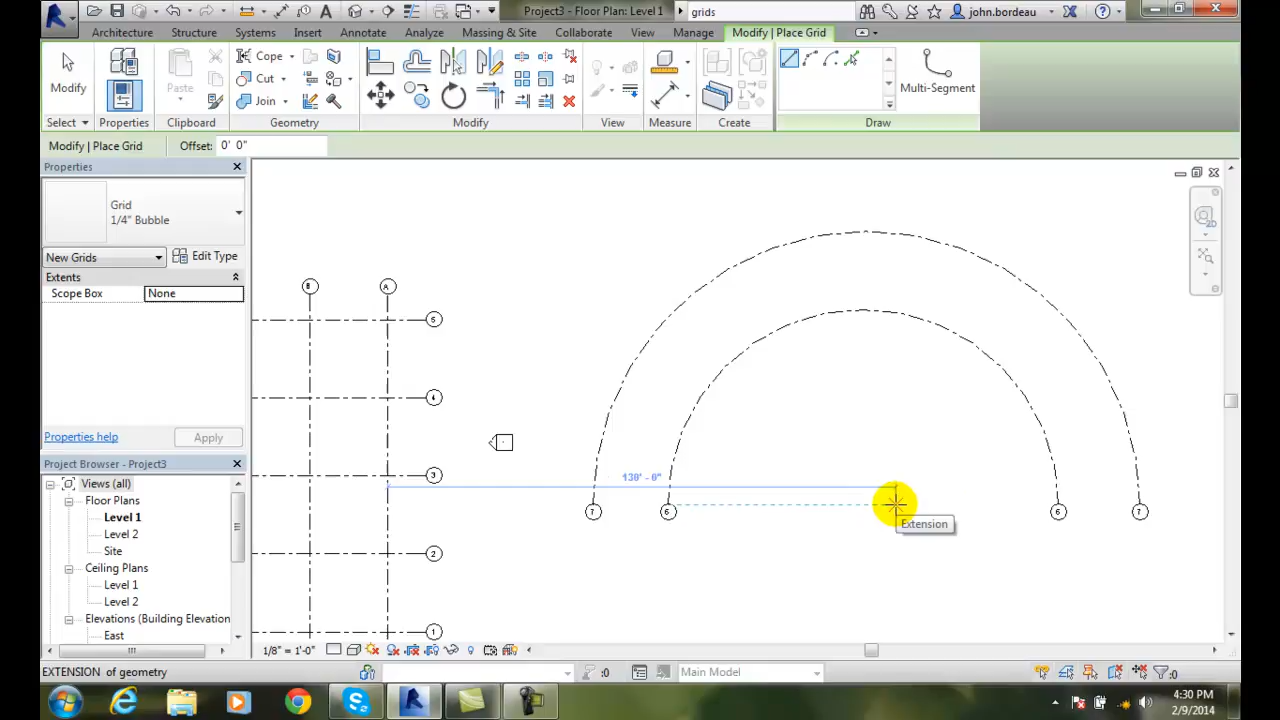 Project3 - Floor Plan: Level 1
grids
john.bordeau
Architecture
Structure
Systems
Insert
Annotate
Analyze
Massing & Site
Collaborate
View
Manage
Modify | Place Grid
Modify
Paste
Cope
Cut
Join
Multi-Segment
Select
Properties
Clipboard
Geometry
Modify
View
Measure
Create
Draw
Modify | Place Grid
Offset: 0' 0"
Properties
Grid
1/4" Bubble
New Grids
Edit Type
Extents
Scope Box
None
Properties help
Apply
Project Browser - Project3
Views (all)
Floor Plans
Level 1
Level 2
Site
Ceiling Plans
Level 1
Level 2
Elevations (Building Elevation
East
B
A
5
4
3
2
1
130' - 0"
7
6
6
7
Extension
2D
1/8" = 1'-0"
EXTENSION of geometry
:0
Main Model
:0
4:30 PM
2/9/2014